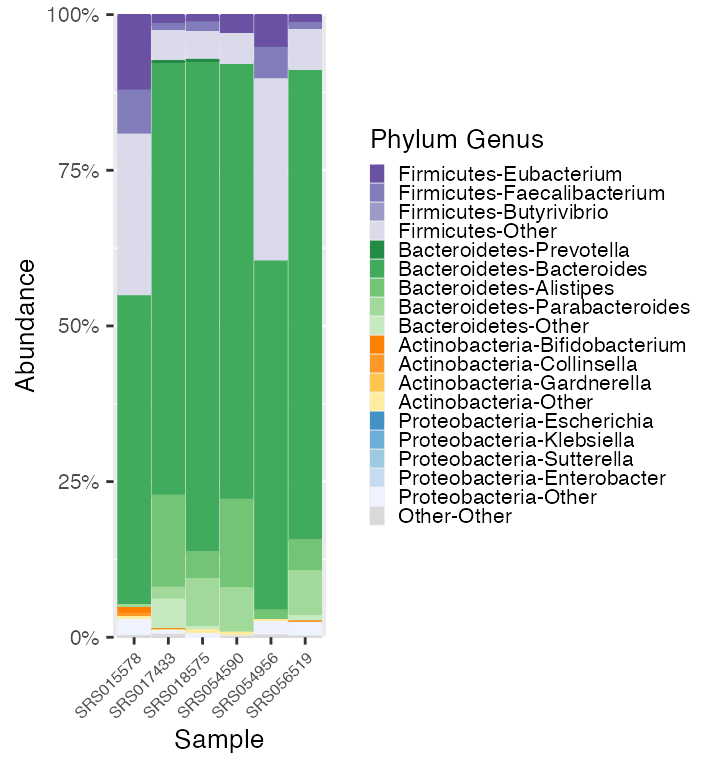 100%
75%
50%
25%
0%
Abundance
SRS015578
SRS017433
SRS018575
SRS054590
SRS054956
SRS056519
Sample
Phylum Genus
Firmicutes-Eubacterium
Firmicutes-Faecalibacterium
Firmicutes-Butyrivibrio
Firmicutes-Other
Bacteroidetes-Prevotella
Bacteroidetes-Bacteroides
Bacteroidetes-Alistipes
Bacteroidetes-Parabacteroides
Bacteroidetes-Other
Actinobacteria-Bifidobacterium
Actinobacteria-Collinsella
Actinobacteria-Gardnerella
Actinobacteria-Other
Proteobacteria-Escherichia
Proteobacteria-Klebsiella
Proteobacteria-Sutterella
Proteobacteria-Enterobacter
Proteobacteria-Other
Other-Other